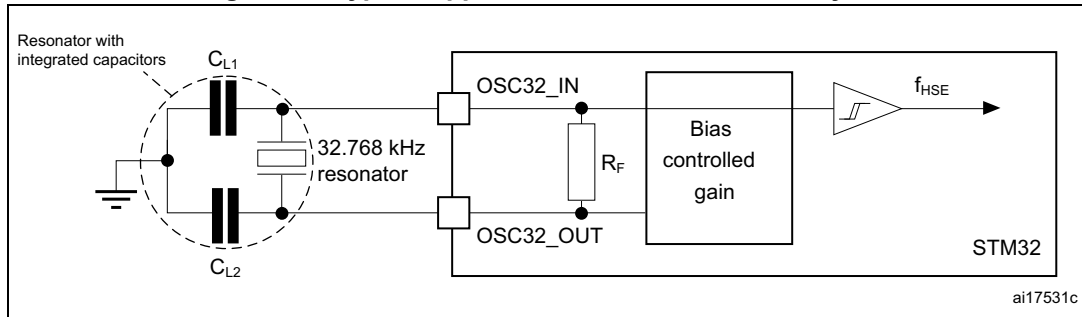 Resonator with
integrated capacitors
CL1
OSC32_IN
fHSE
32.768 kHz
resonator
RF
Bias
controlled
gain
OSC32_OUT
STM32
CL2
ai17531c